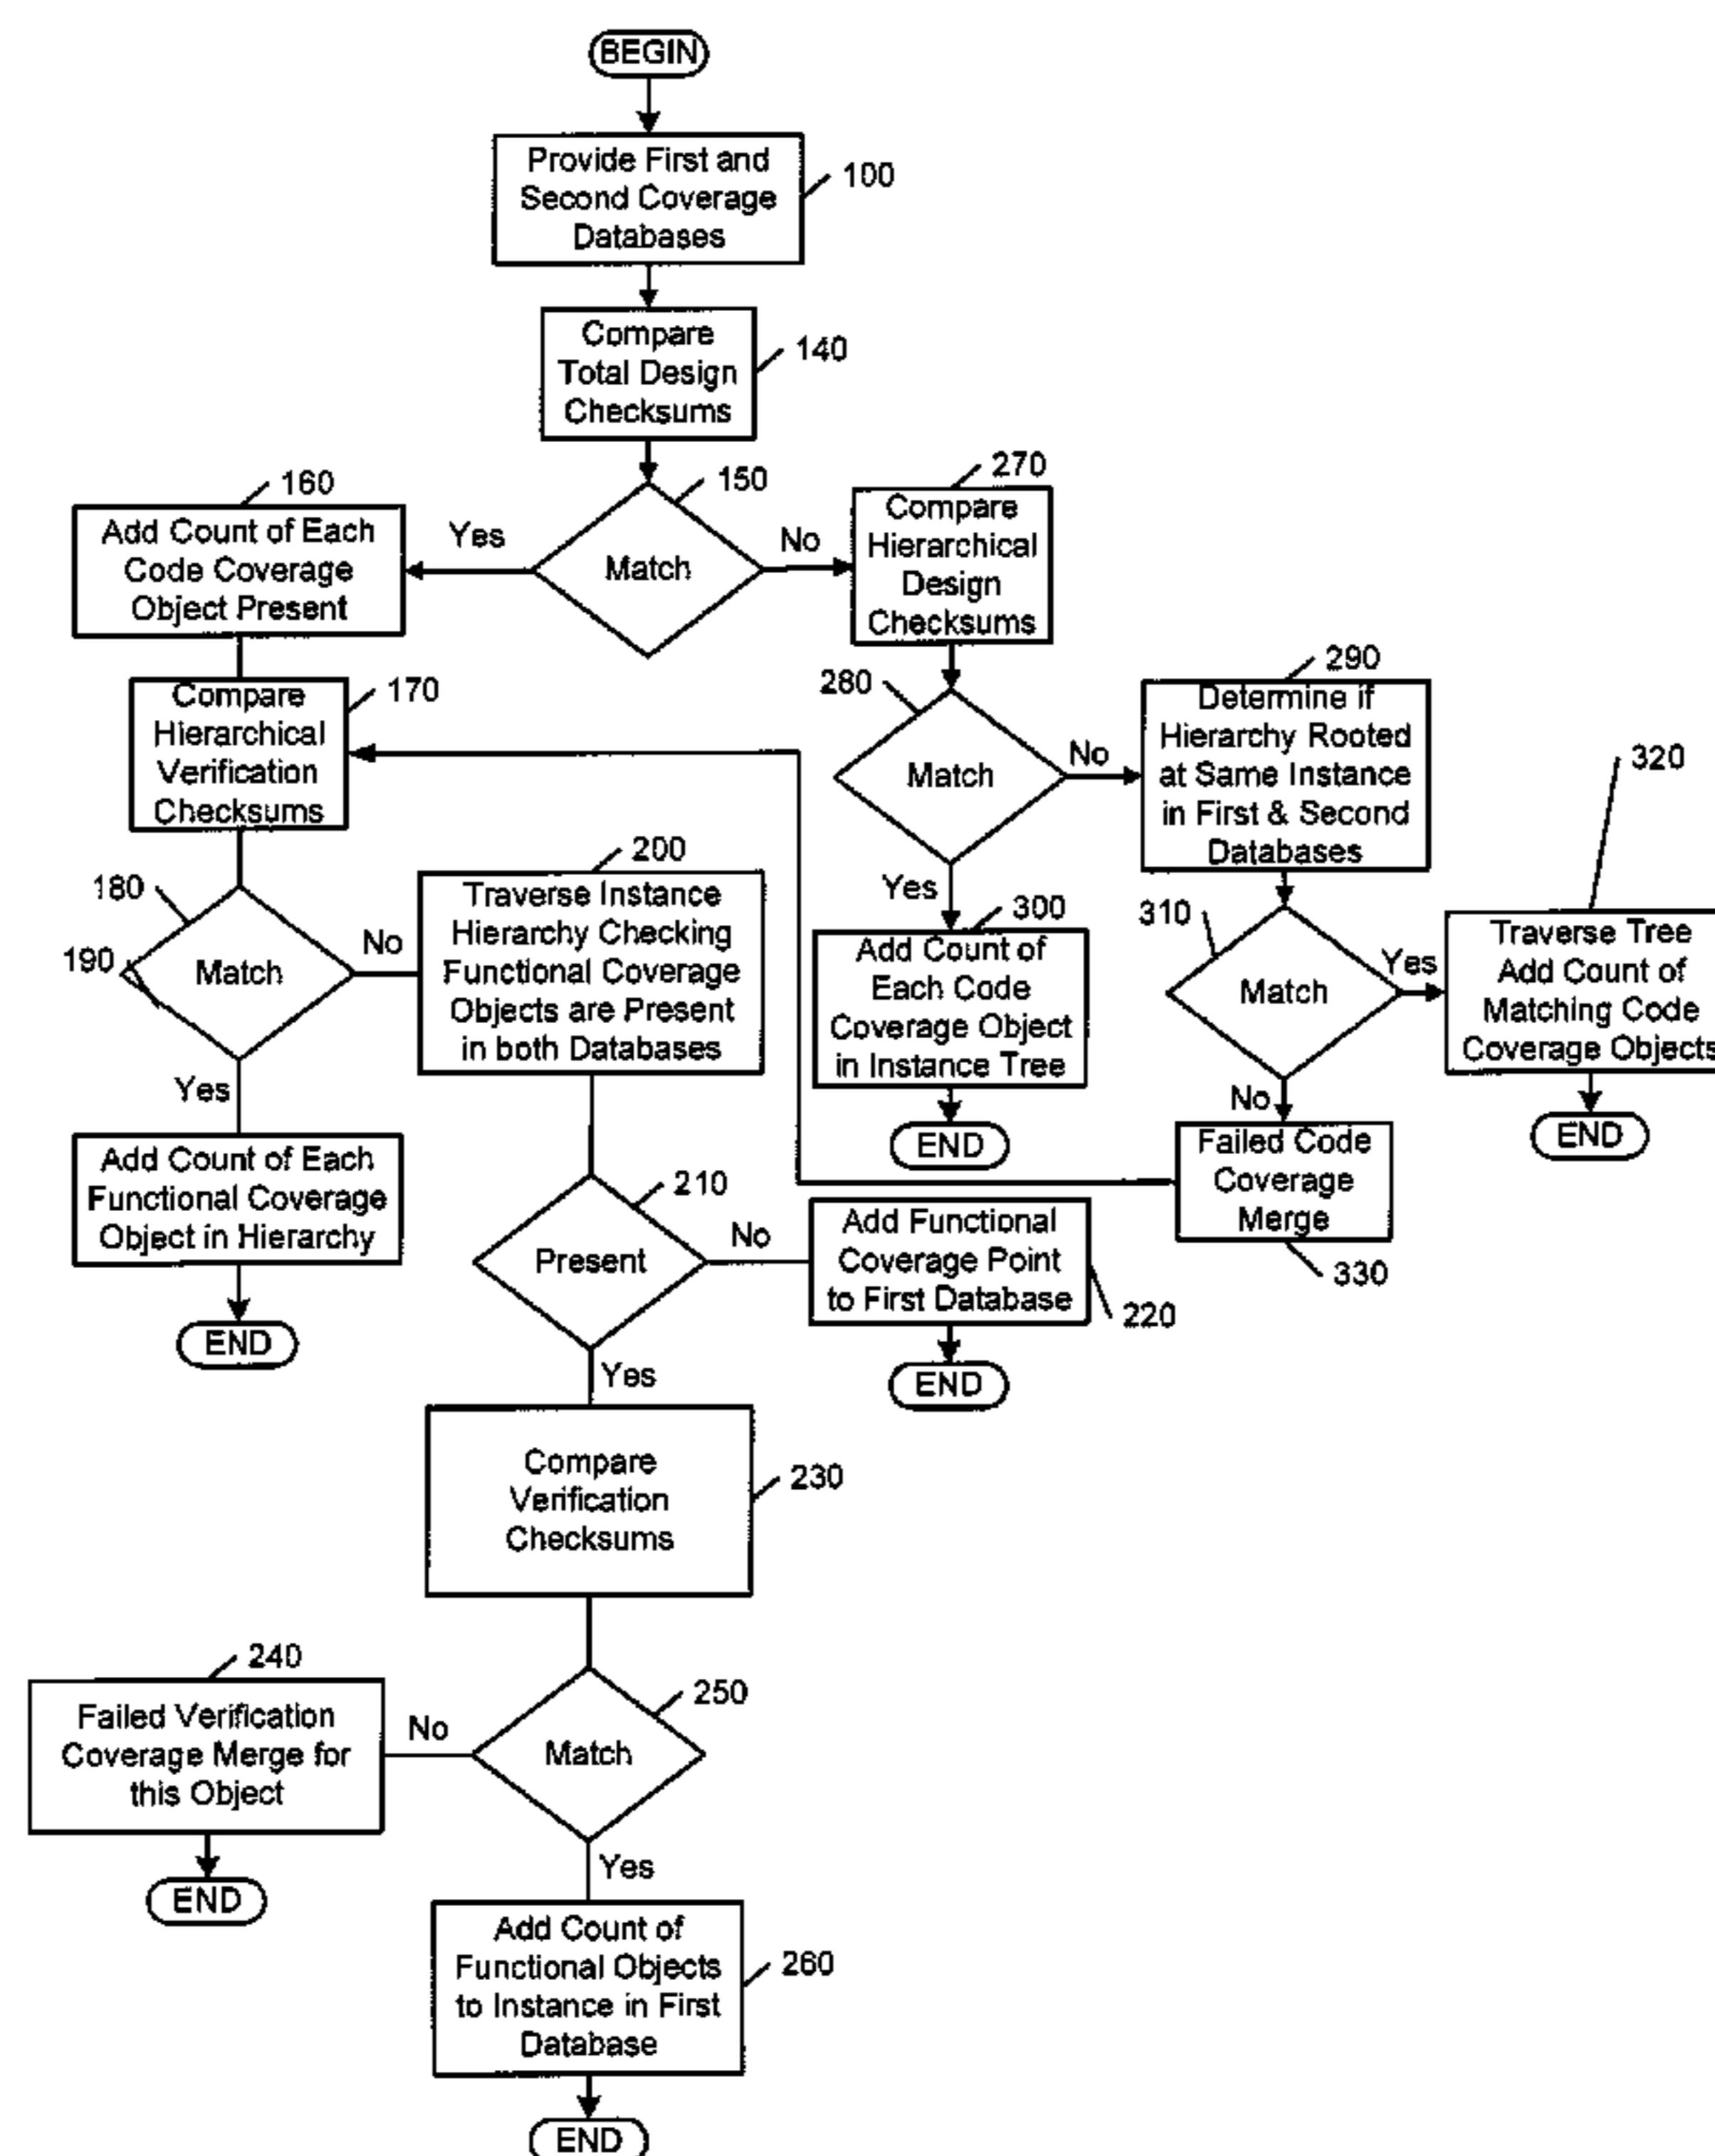 BEGIN
Provide First and
Second Coverage
Databases
100
Compare
Total Design
Checksums
140
150
Match
Yes
No
160
Add Count of Each
Code Coverage
Object Present
270
Compare
Hierarchical
Design
Checksums
170
Compare
Hierarchical
Verification
Checksums
280
Match
No
Yes
290
Determine if
Hierarchy Rooted
at Same Instance
in First & Second
Databases
320
180
190
Match
No
Yes
200
Traverse Instance
Hierarchy Checking
Functional Coverage
Objects are Present
in both Databases
300
Add Count of
Each Code
Coverage Object
in Instance Tree
END
310
Match
Yes
No
Traverse Tree
Add Count of
Matching Code
Coverage Objects
END
Failed Code
Coverage
Merge
330
Add Count of Each
Functional Coverage
Object in Hierarchy
END
210
Present
No
Yes
Add Functional
Coverage Point
to First Database
220
END
Compare
Verification
Checksums
230
240
Failed Verification
Coverage Merge for
this Object
END
250
Match
No
Yes
Add Count of
Functional Objects
to Instance in First
Database
260
END